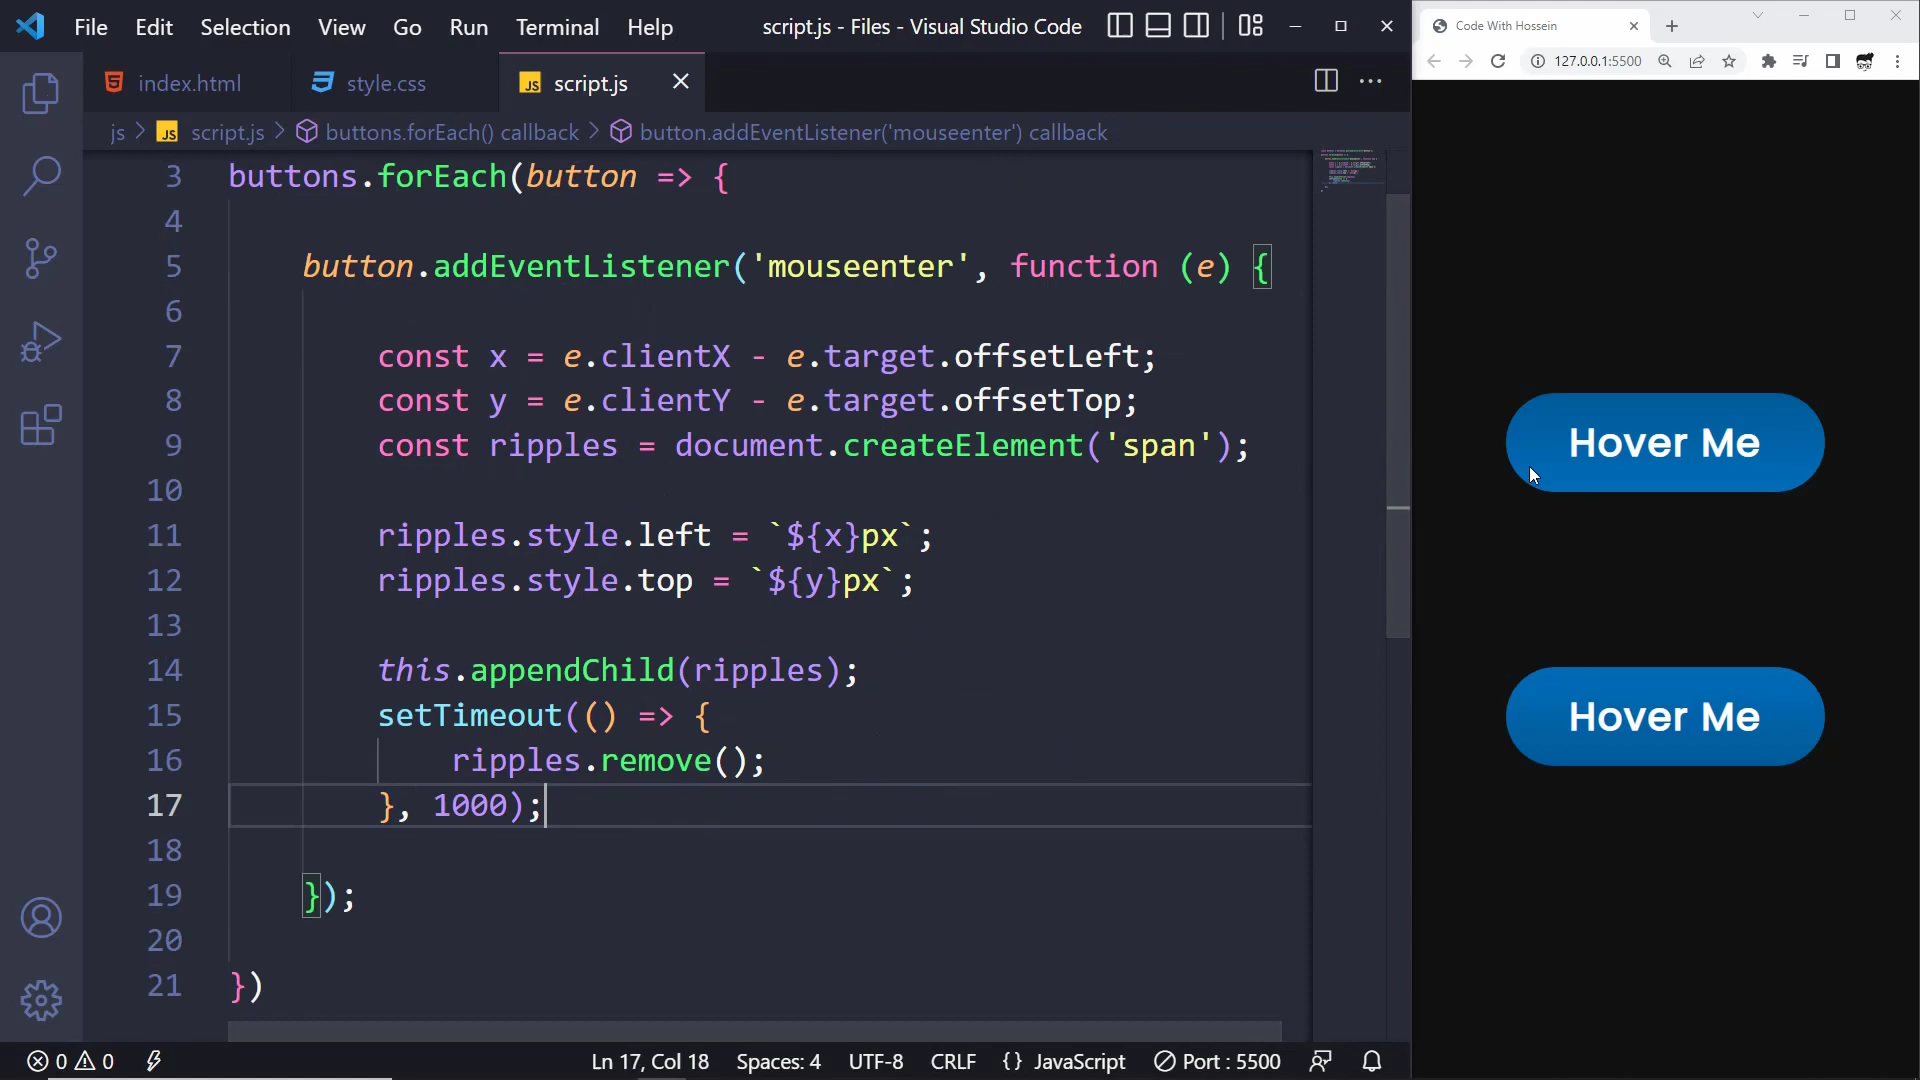 File Edit Selection View Go Run Terminal Help
script.js - Files - Visual Studio Code
index.html
style.css
JS script.js
js > JS script.js > buttons.forEach() callback > button.addEventListener('mouseenter') callback
3 buttons.forEach(button => {
4
5 button.addEventListener('mouseenter', function (e) {
6
7 const x = e.clientX - e.target.offsetLeft;
8 const y = e.clientY - e.target.offsetTop;
9 const ripples = document.createElement('span');
10
11 ripples.style.left = `${x}px`;
12 ripples.style.top = `${y}px`;
13
14 this.appendChild(ripples);
15 setTimeout(() => {
16 ripples.remove();
17 }, 1000);
18
19 });
20
21 })
0 0
Ln 17, Col 18 Spaces: 4 UTF-8 CRLF {} JavaScript Port : 5500
Code With Hossein
127.0.0.1:5500
Hover Me
Hover Me